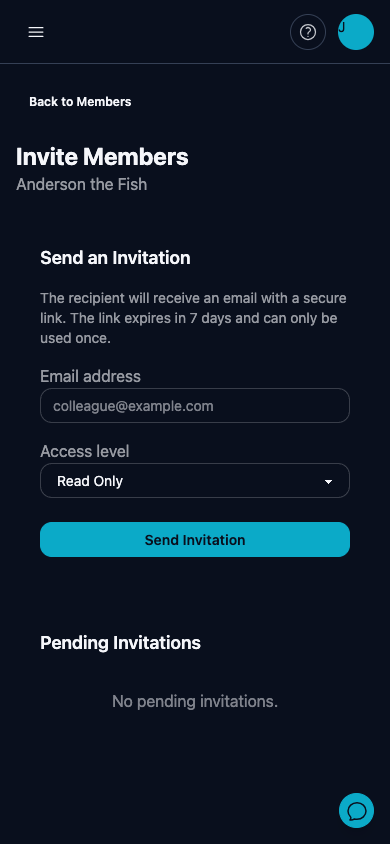 J
Back to Members
Invite Members
Anderson the Fish
Send an Invitation
The recipient will receive an email with a secure
link. The link expires in 7 days and can only be
used once.
Email address
colleague@example.com
Access level
Read Only
Send Invitation
Pending Invitations
No pending invitations.